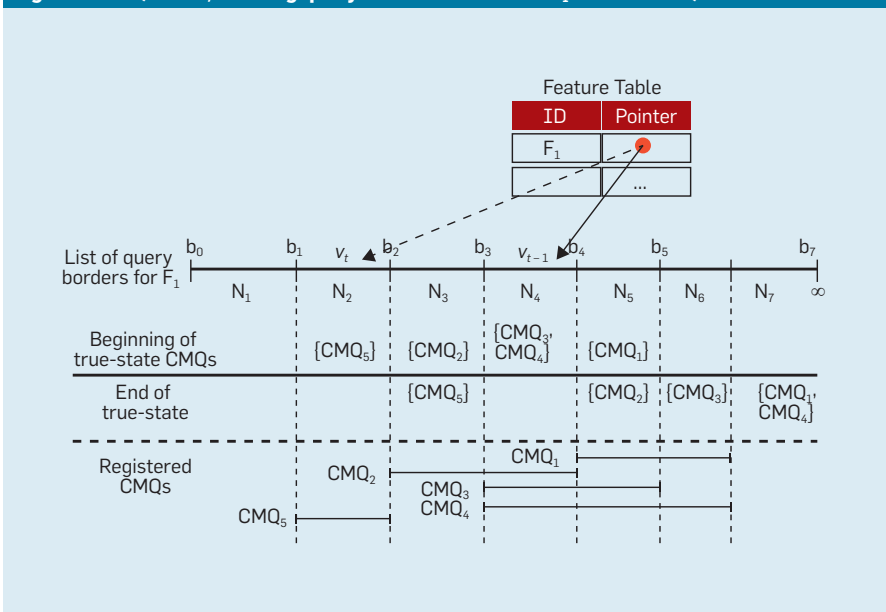 Feature Table
ID Pointer
F₁
...
List of query borders for F₁
b₀ b₁ vₜ b₂ b₃ vₜ₋₁ b₄ b₅ b₇
N₁ N₂ N₃ N₄ N₅ N₆ N₇ ∞
Beginning of
true-state CMQs
{CMQ₅} {CMQ₂} {CMQ₃, CMQ₄} {CMQ₁}
End of
true-state
{CMQ₅} {CMQ₂} {CMQ₃} {CMQ₁, CMQ₄}
Registered
CMQs
CMQ₁
CMQ₂
CMQ₃
CMQ₄
CMQ₅